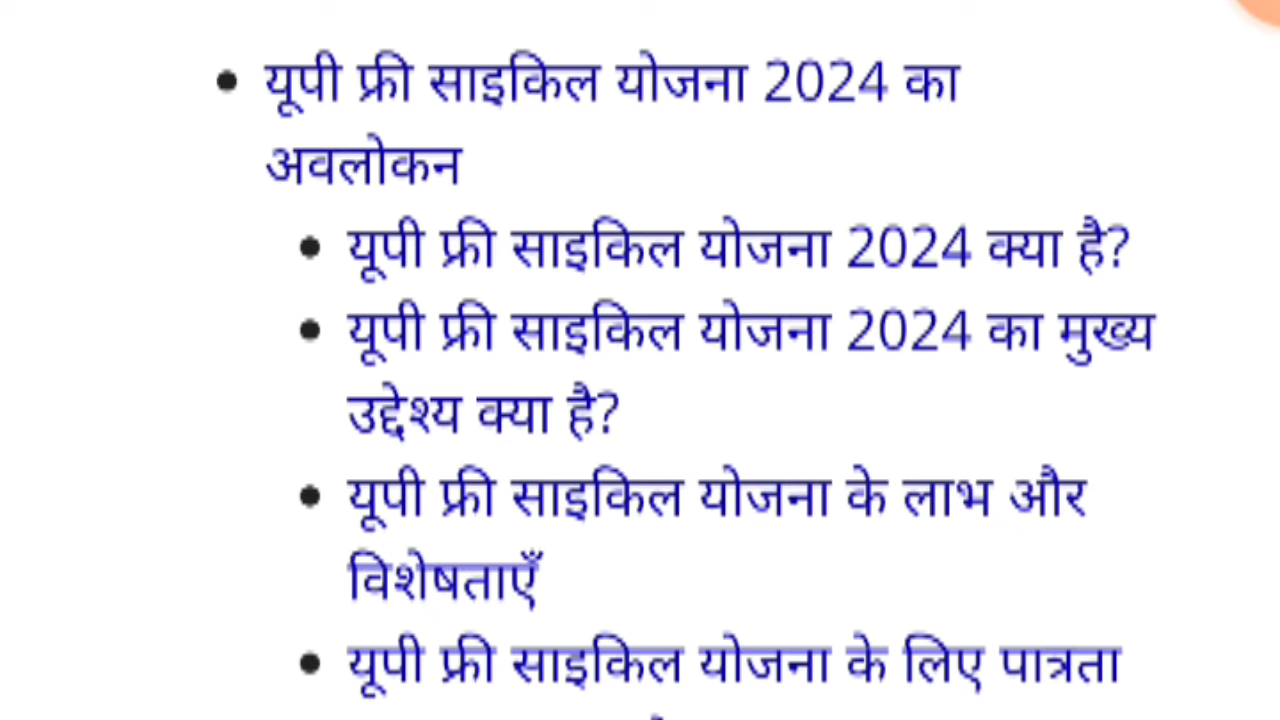 यूपी फ्री साइकिल योजना 2024 का
अवलोकन
यूपी फ्री साइकिल योजना 2024 क्या है?
यूपी फ्री साइकिल योजना 2024 का मुख्य
उद्देश्य क्या है?
यूपी फ्री साइकिल योजना के लाभ और
विशेषताएँ
यूपी फ्री साइकिल योजना के लिए पात्रता